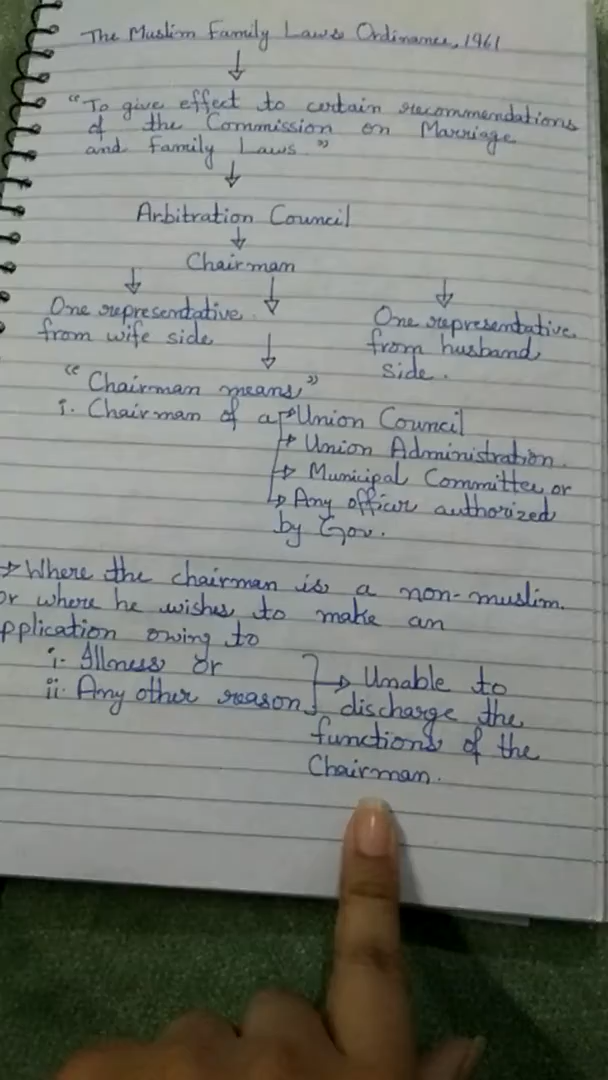 The Muslim Family Laws Ordinance, 1961
"To give effect to certain recommendations
of the Commission on Marriage
and Family Laws."
Arbitration Council
Chairman
One representative
from wife side
One representative
from husband
side.
"Chairman means"
i. Chairman of a → Union Council
→ Union Administration.
→ Municipal Committee, or
→ Any officer authorized
by Gov.
→ Where the chairman is a non-muslim.
or where he wishes to make an
pplication owing to
i. Illness or
ii. Any other reason
→ Unable to
discharge the
functions of the
Chairman.